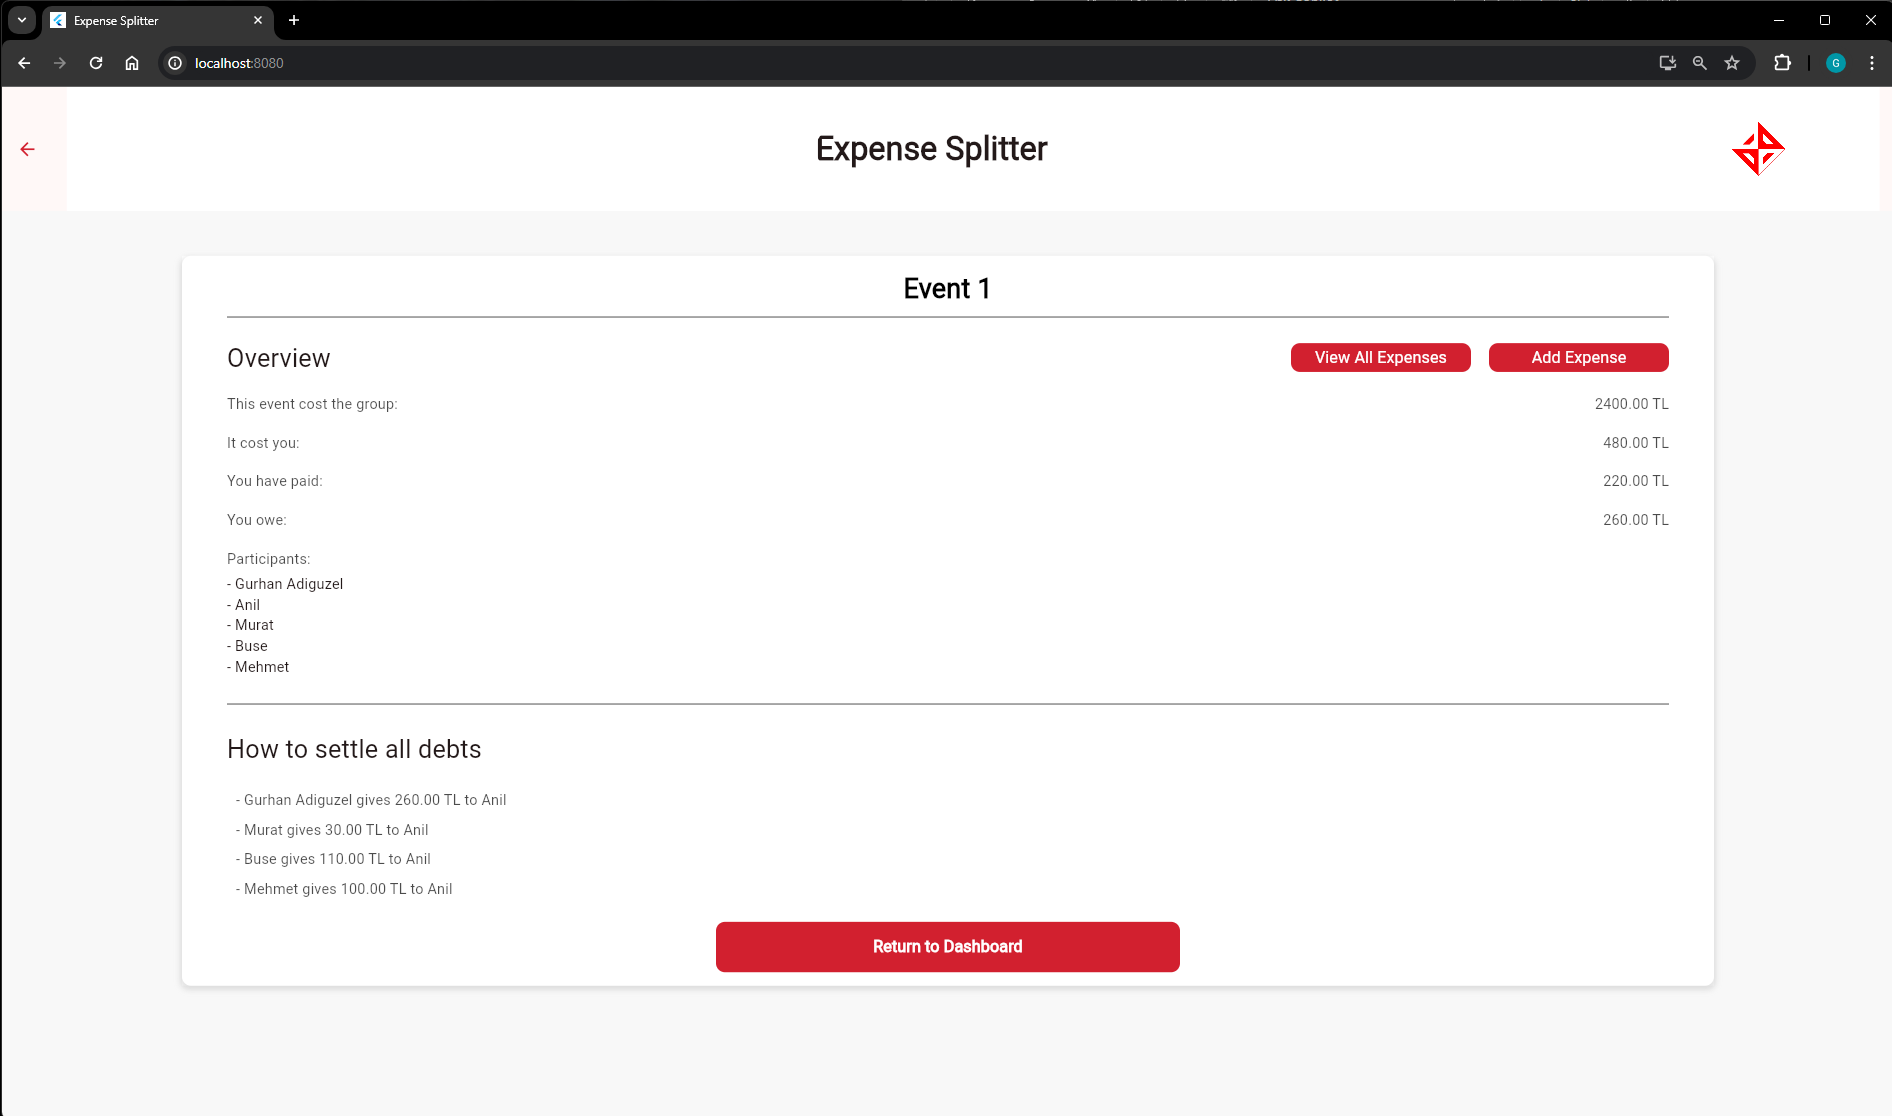 Expense Splitter
localhost:8080
G
Expense Splitter
Event 1
Overview
View All Expenses
Add Expense
This event cost the group: 2400.00 TL
It cost you: 480.00 TL
You have paid: 220.00 TL
You owe: 260.00 TL
Participants:
- Gurhan Adiguzel
- Anil
- Murat
- Buse
- Mehmet
How to settle all debts
- Gurhan Adiguzel gives 260.00 TL to Anil
- Murat gives 30.00 TL to Anil
- Buse gives 110.00 TL to Anil
- Mehmet gives 100.00 TL to Anil
Return to Dashboard